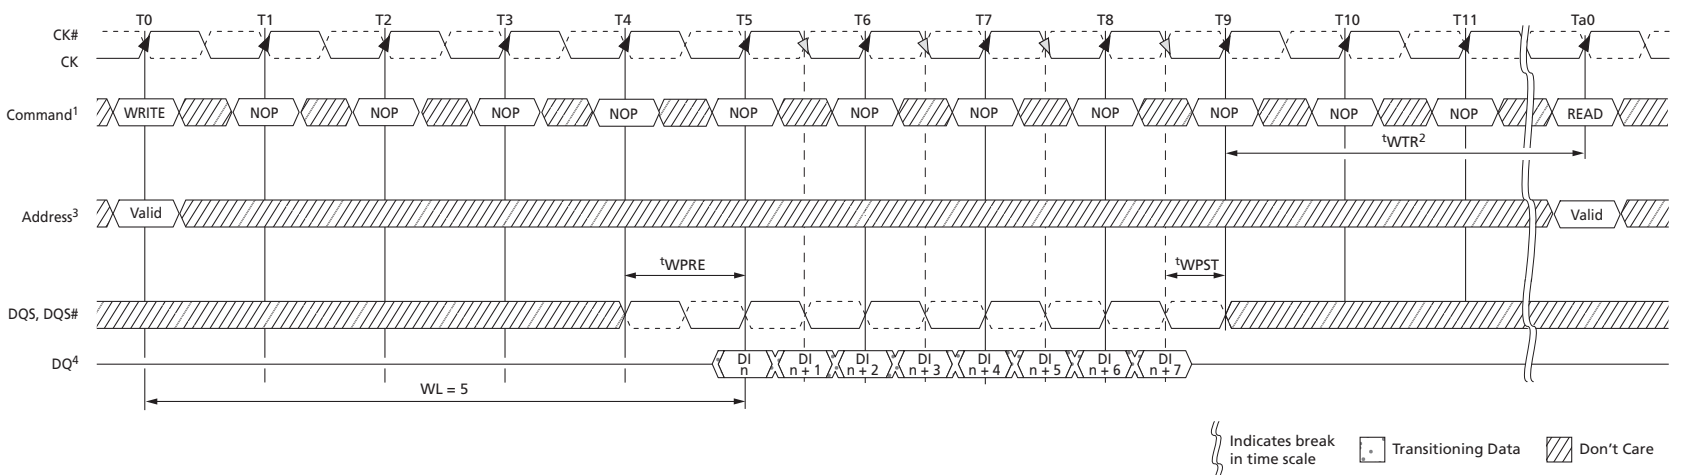 T0 T1 T2 T3 T4 T5 T6 T7 T8 T9 T10 T11 Ta0
CK#
CK
Command1 WRITE NOP NOP NOP NOP NOP NOP NOP NOP NOP NOP NOP READ
tWTR2
Address3 Valid Valid
tWPRE tWPST
DQS, DQS#
DQ4 DI n DI n + 1 DI n + 2 DI n + 3 DI n + 4 DI n + 5 DI n + 6 DI n + 7
WL = 5
Indicates break
in time scale
Transitioning Data
Don't Care